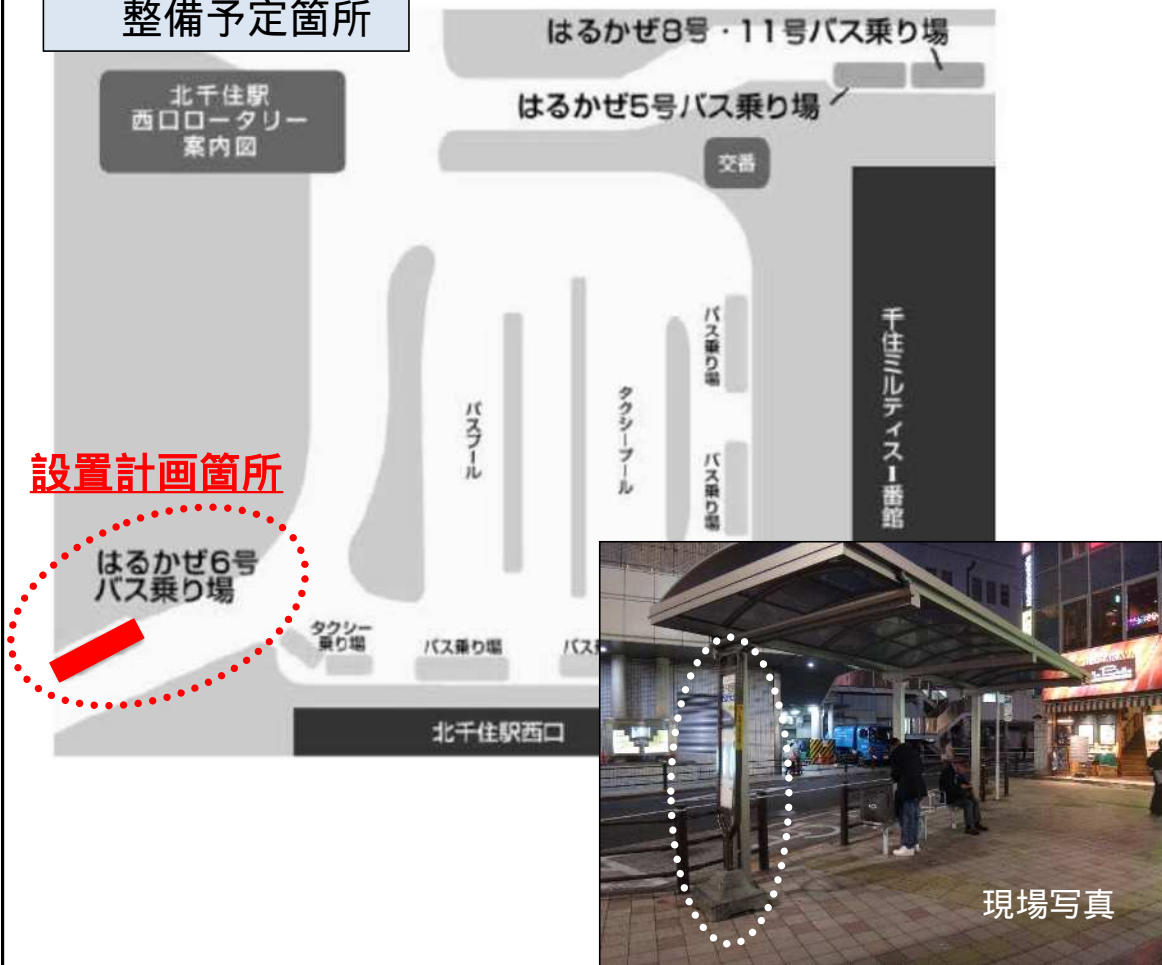 整備予定箇所
はるかぜ8号・11号バス乗り場
北千住駅
西口ロータリー
案内図
はるかぜ5号バス乗り場
交番
バス乗り場
千住ミルディスI番館
バスプール
タクシープール
バス乗り場
設置計画箇所
はるかぜ6号
バス乗り場
タクシー
乗り場
バス乗り場
バス
北千住駅西口
現場写真